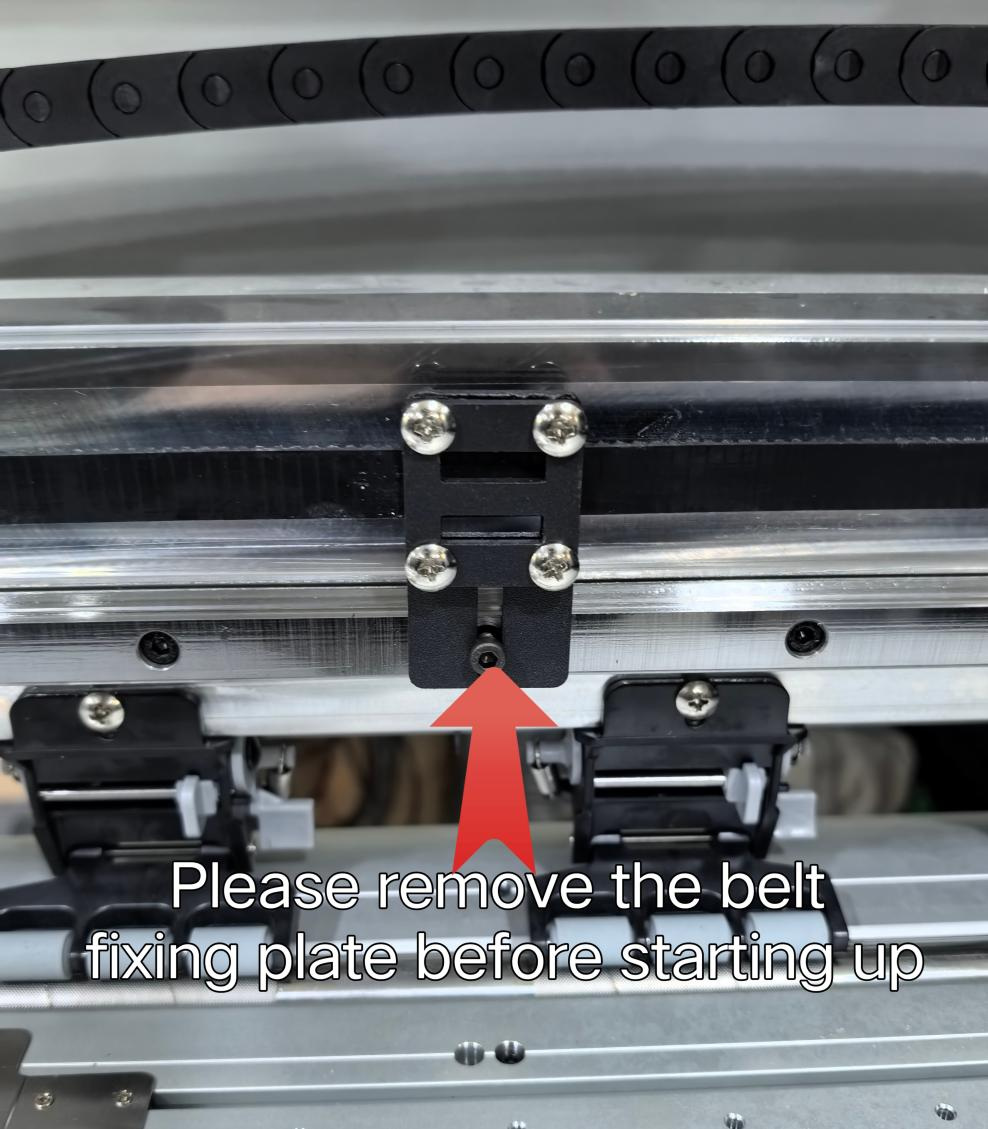 Please remove the belt
fixing plate before starting up